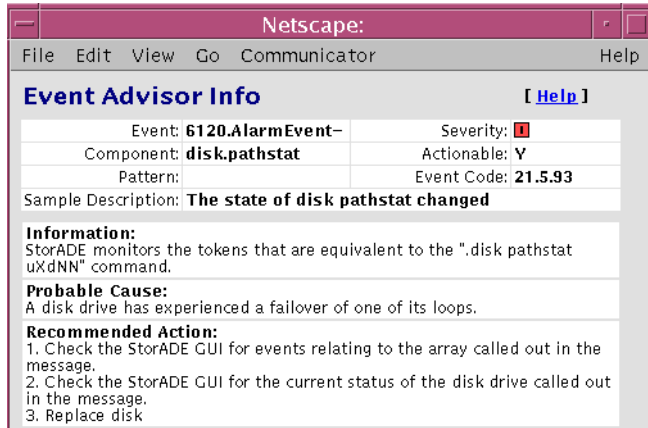 Netscape:
File Edit View Go Communicator Help
Event Advisor Info [ Help ]
Event: 6120.AlarmEvent- Severity:
Component: disk.pathstat Actionable: Y
Pattern: Event Code: 21.5.93
Sample Description: The state of disk pathstat changed
Information:
StorADE monitors the tokens that are equivalent to the ".disk pathstat
uXdNN" command.
Probable Cause:
A disk drive has experienced a failover of one of its loops.
Recommended Action:
1. Check the StorADE GUI for events relating to the array called out in the
message.
2. Check the StorADE GUI for the current status of the disk drive called out
in the message.
3. Replace disk